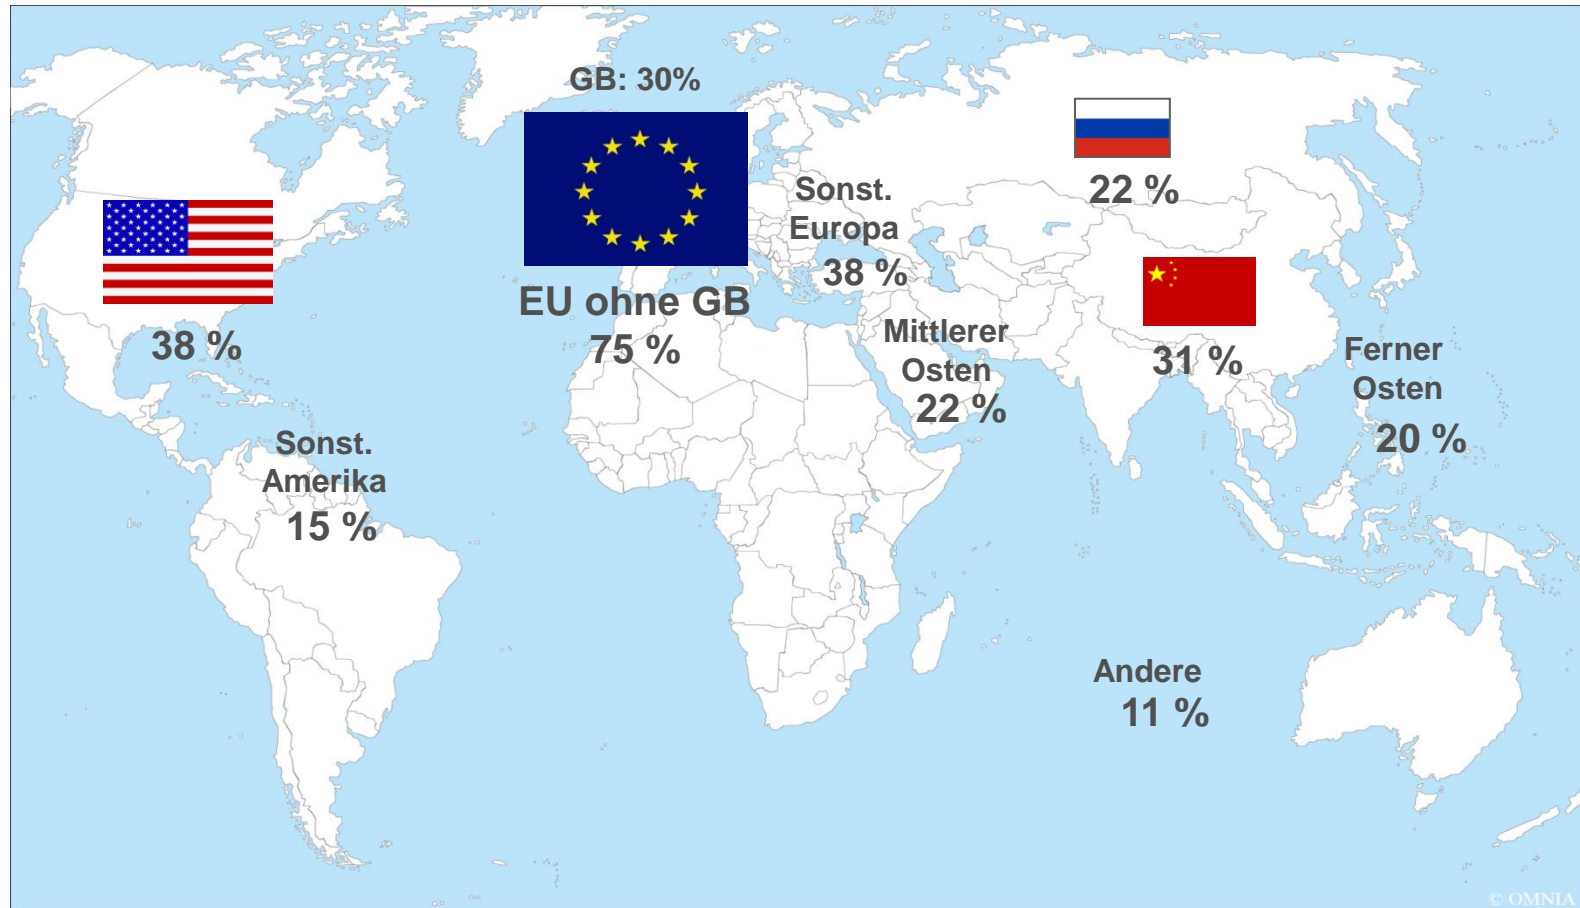 GB: 30%
22 %
Sonst.
Europa
38 %
EU ohne GB
75 %
38 %
Mittlerer
Osten
22 %
31 %
Ferner
Osten
20 %
Sonst.
Amerika
15 %
Andere
11 %
© OMNIA